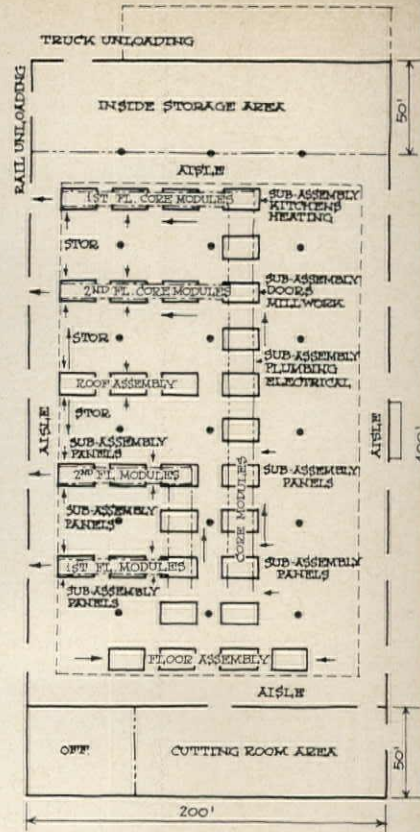 TRUCK UNLOADING
RAIL UNLOADING
INSIDE STORAGE AREA
50'
AISLE
1ST FL. CORE MODULES
SUB-ASSEMBLY
KITCHENS
HEATING
STOR
2ND FL. CORE MODULES
SUB-ASSEMBLY
DOORS
MILLWORK
STOR
SUB-ASSEMBLY
PLUMBING
ELECTRICAL
ROOF ASSEMBLY
STOR
AISLE
AISLE
400'
SUB-ASSEMBLY
PANELS
2ND FL. MODULES
CORE MODULES
SUB-ASSEMBLY
PANELS
SUB-ASSEMBLY
PANELS
1ST FL. MODULES
SUB-ASSEMBLY
PANELS
SUB-ASSEMBLY
PANELS
FLOOR ASSEMBLY
AISLE
OFF.
CUTTING ROOM AREA
50'
200'